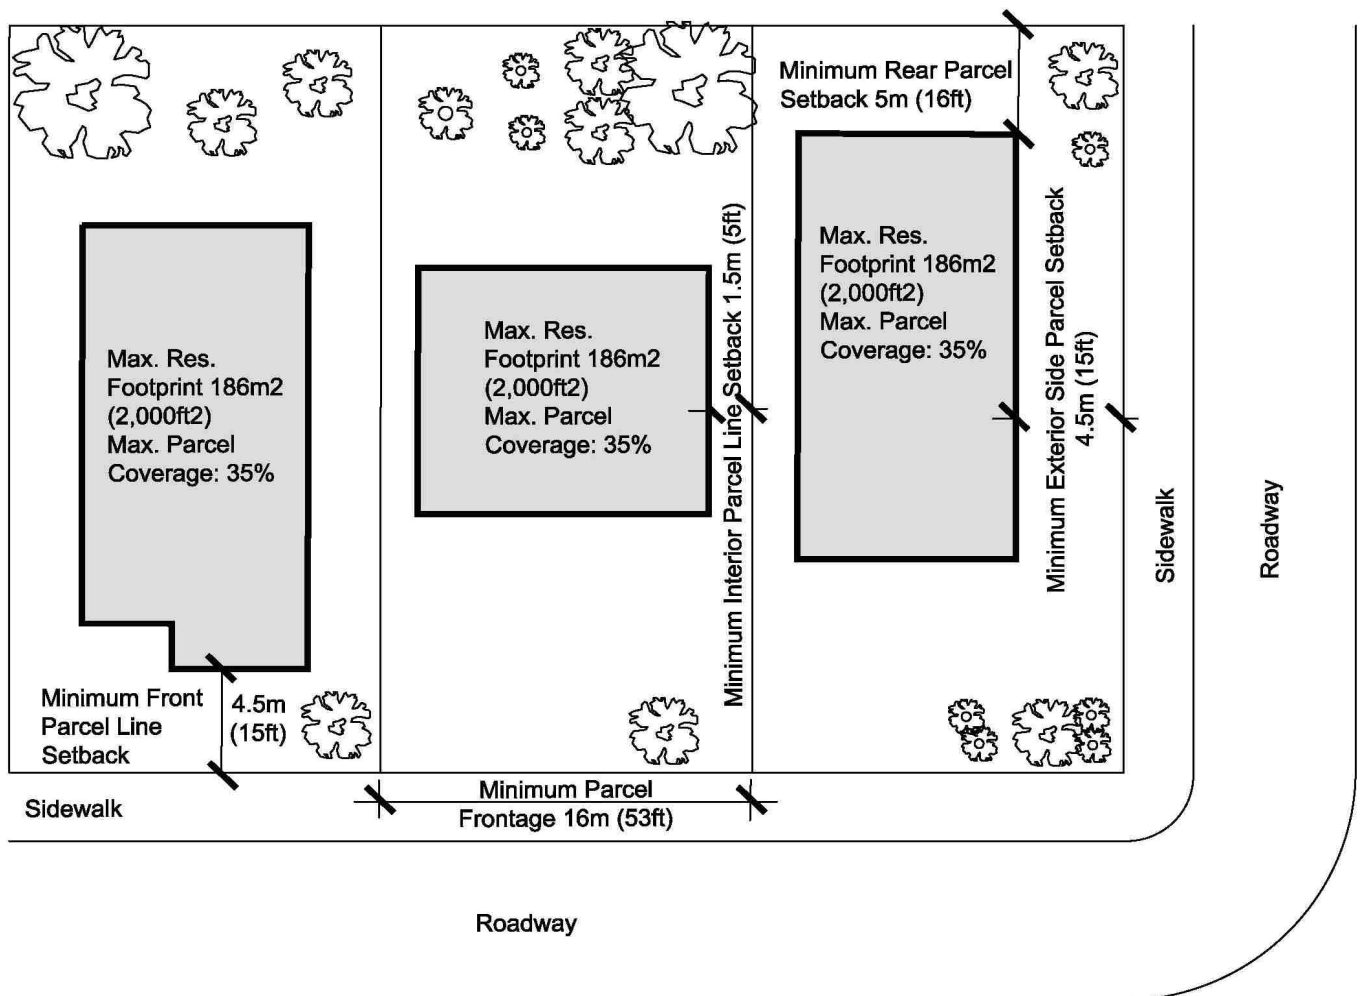 Minimum Rear Parcel
Setback 5m (16ft)
Max. Res.
Footprint 186m2
(2,000ft2)
Max. Parcel
Coverage: 35%
Max. Res.
Footprint 186m2
(2,000ft2)
Max. Parcel
Coverage: 35%
Minimum Interior Parcel Line Setback 1.5m (5ft)
Max. Res.
Footprint 186m2
(2,000ft2)
Max. Parcel
Coverage: 35%
Minimum Exterior Side Parcel Setback
4.5m (15ft)
Sidewalk
Roadway
Minimum Front
Parcel Line
Setback
4.5m
(15ft)
Sidewalk
Minimum Parcel
Frontage 16m (53ft)
Roadway